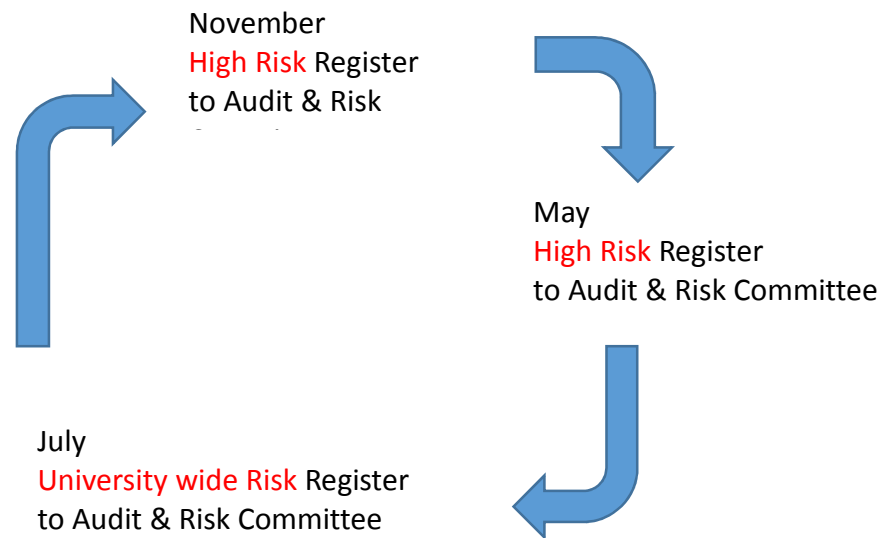 November
High Risk Register
to Audit & Risk
May
High Risk Register
to Audit & Risk Committee
July
University wide Risk Register
to Audit & Risk Committee